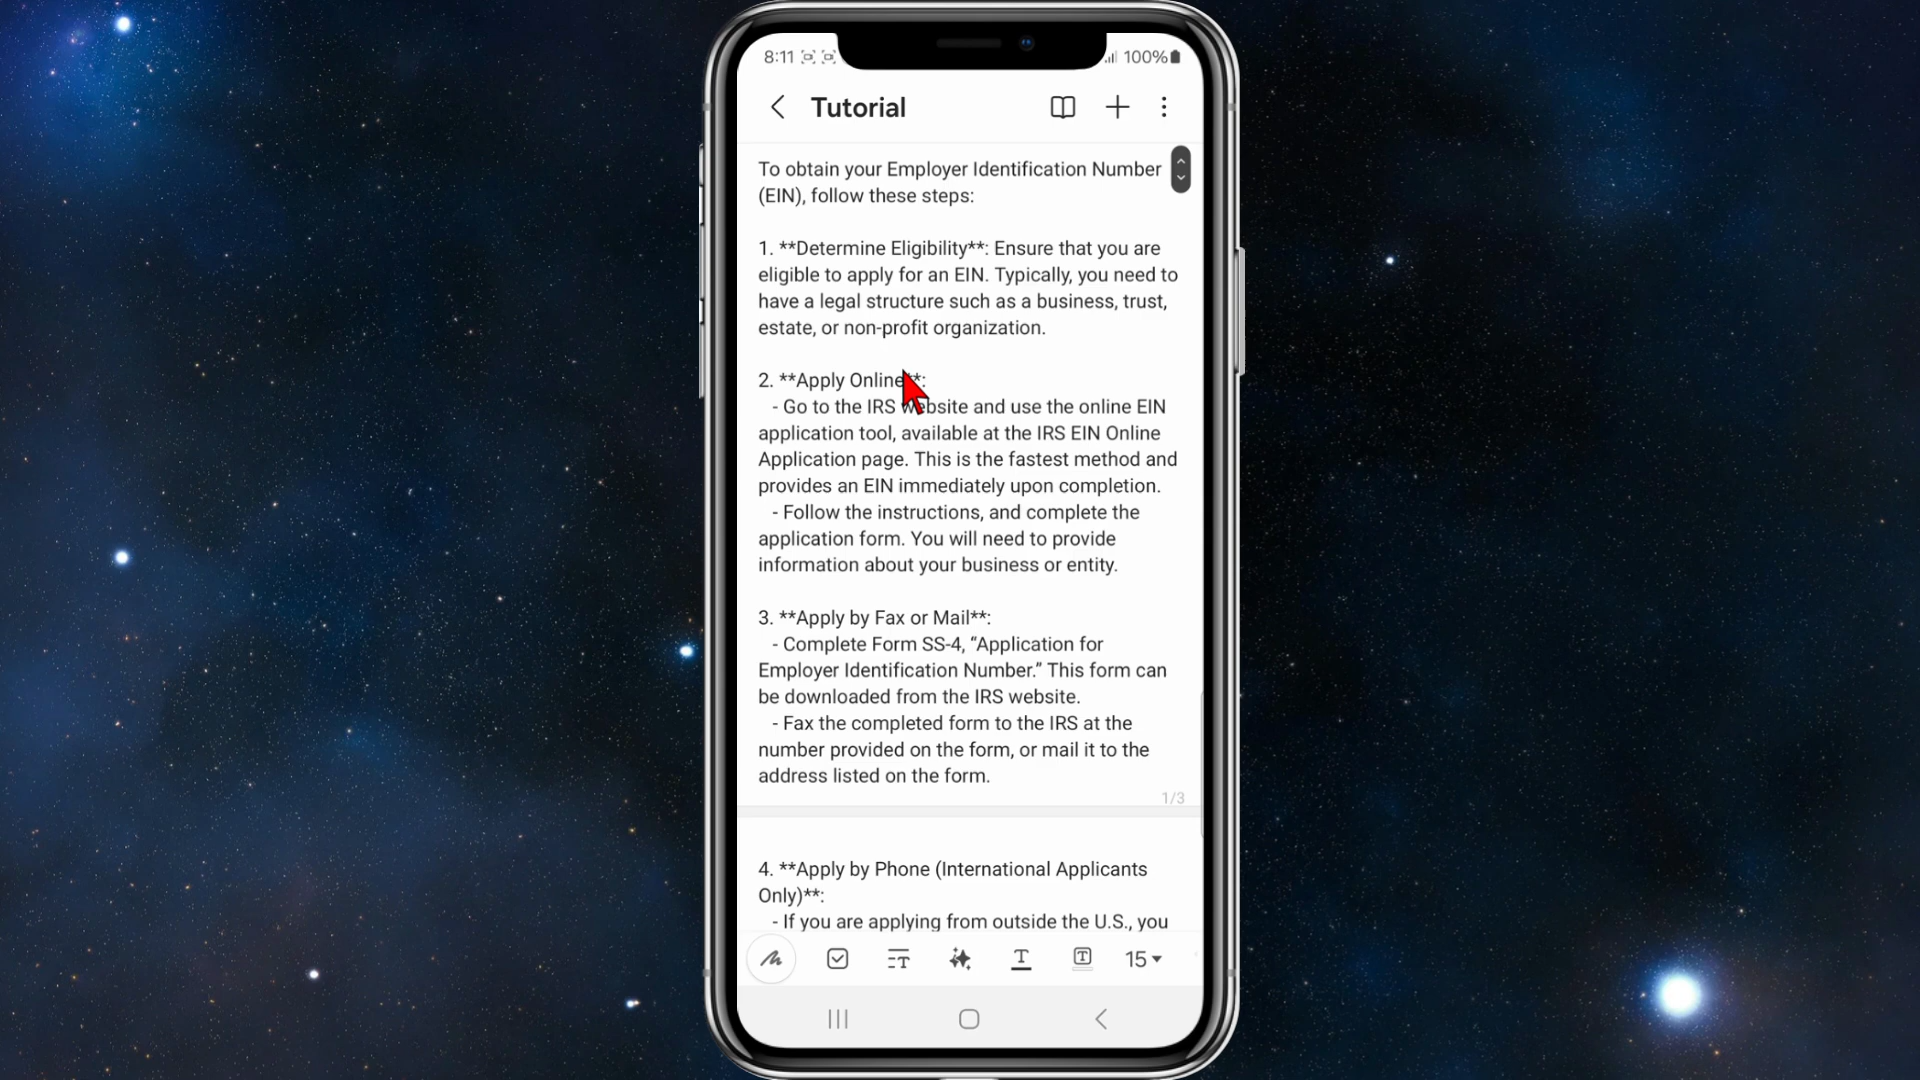 8:11
100%
Tutorial
To obtain your Employer Identification Number
(EIN), follow these steps:
1. **Determine Eligibility**: Ensure that you are
eligible to apply for an EIN. Typically, you need to
have a legal structure such as a business, trust,
estate, or non-profit organization.
2. **Apply Online**:
- Go to the IRS website and use the online EIN
application tool, available at the IRS EIN Online
Application page. This is the fastest method and
provides an EIN immediately upon completion.
- Follow the instructions, and complete the
application form. You will need to provide
information about your business or entity.
3. **Apply by Fax or Mail**:
- Complete Form SS-4, “Application for
Employer Identification Number.” This form can
be downloaded from the IRS website.
- Fax the completed form to the IRS at the
number provided on the form, or mail it to the
address listed on the form.
1/3
4. **Apply by Phone (International Applicants
Only)**:
- If you are applying from outside the U.S., you
15